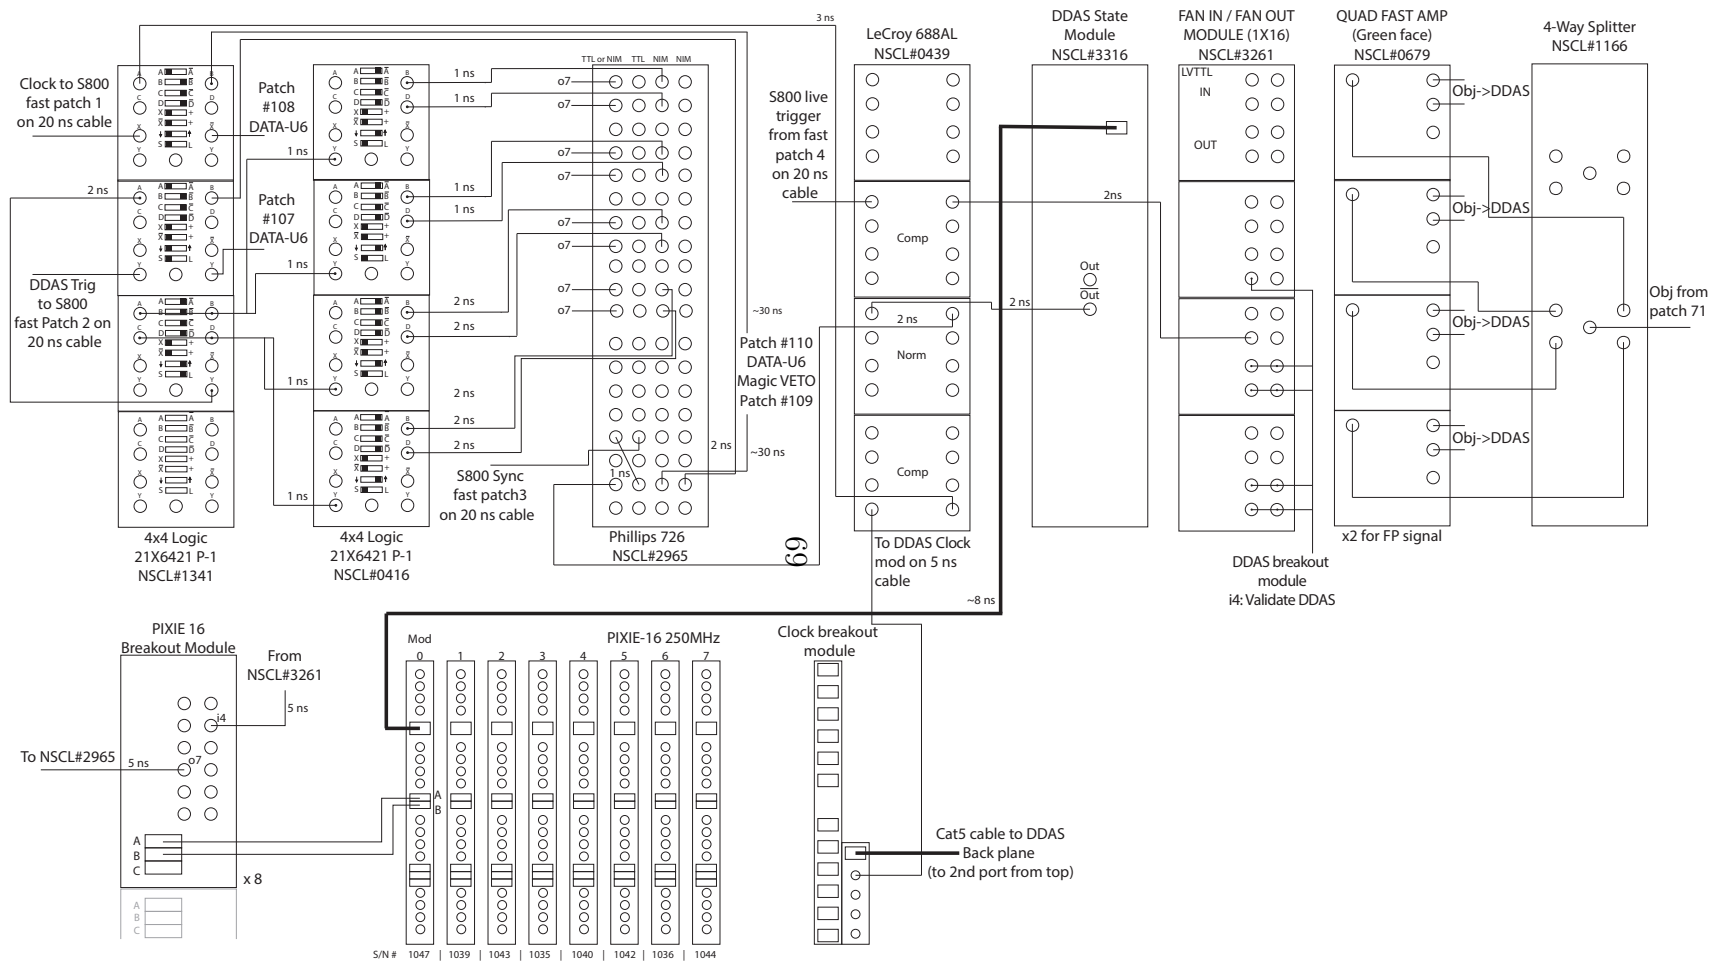 3 ns
LeCroy 688AL
NSCL#0439
DDAS State
Module
NSCL#3316
FAN IN / FAN OUT
MODULE (1X16)
NSCL#3261
QUAD FAST AMP
(Green face)
NSCL#0679
4-Way Splitter
NSCL#1166
TTL or NIM TTL NIM NIM
Clock to S800
fast patch 1
on 20 ns cable
Patch
#108
DATA-U6
1 ns
1 ns
1 ns
o7
o7
o7
o7
o7
o7
o7
o7
S800 live
trigger
from fast
patch 4
on 20 ns
cable
LVTTL
IN
OUT
Obj->DDAS
2 ns
Patch
#107
DATA-U6
1 ns
1 ns
1 ns
Comp
2ns
Obj->DDAS
DDAS Trig
to S800
fast Patch 2 on
20 ns cable
Out
Out
2 ns
2 ns
2 ns
~30 ns
2 ns
Norm
Obj->DDAS
Obj from
patch 71
Patch #110
DATA-U6
Magic VETO
Patch #109
1 ns
2 ns
2 ns
2 ns
2 ns
~30 ns
Comp
Obj->DDAS
1 ns
1 ns
S800 Sync
fast patch3
on 20 ns cable
4x4 Logic
21X6421 P-1
NSCL#1341
4x4 Logic
21X6421 P-1
NSCL#0416
Phillips 726
NSCL#2965
69
To DDAS Clock
mod on 5 ns
cable
x2 for FP signal
DDAS breakout
module
i4: Validate DDAS
~8 ns
PIXIE 16
Breakout Module
From
NSCL#3261
5 ns
i4
To NSCL#2965
5 ns
o7
A
B
C
x 8
A
B
C
Mod
PIXIE-16 250MHz
0 1 2 3 4 5 6 7
A
B
S/N # 1047 | 1039 | 1043 | 1035 | 1040 | 1042 | 1036 | 1044
Clock breakout
module
Cat5 cable to DDAS
Back plane
(to 2nd port from top)